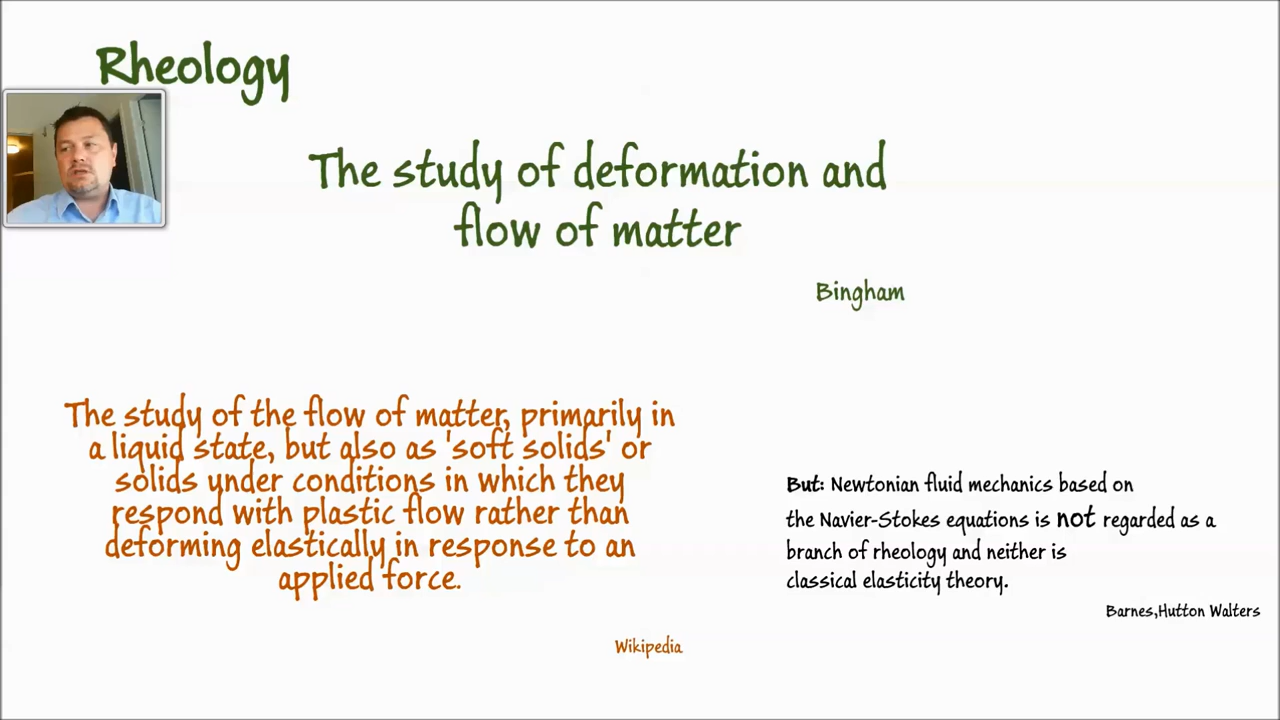 Rheology
The study of deformation and
flow of matter
Bingham
The study of the flow of matter, primarily in
a liquid state, but also as 'soft solids' or
solids under conditions in which they
respond with plastic flow rather than
deforming elastically in response to an
applied force.
Wikipedia
But: Newtonian fluid mechanics based on
the Navier-Stokes equations is not regarded as a
branch of rheology and neither is
classical elasticity theory.
Barnes,Hutton Walters